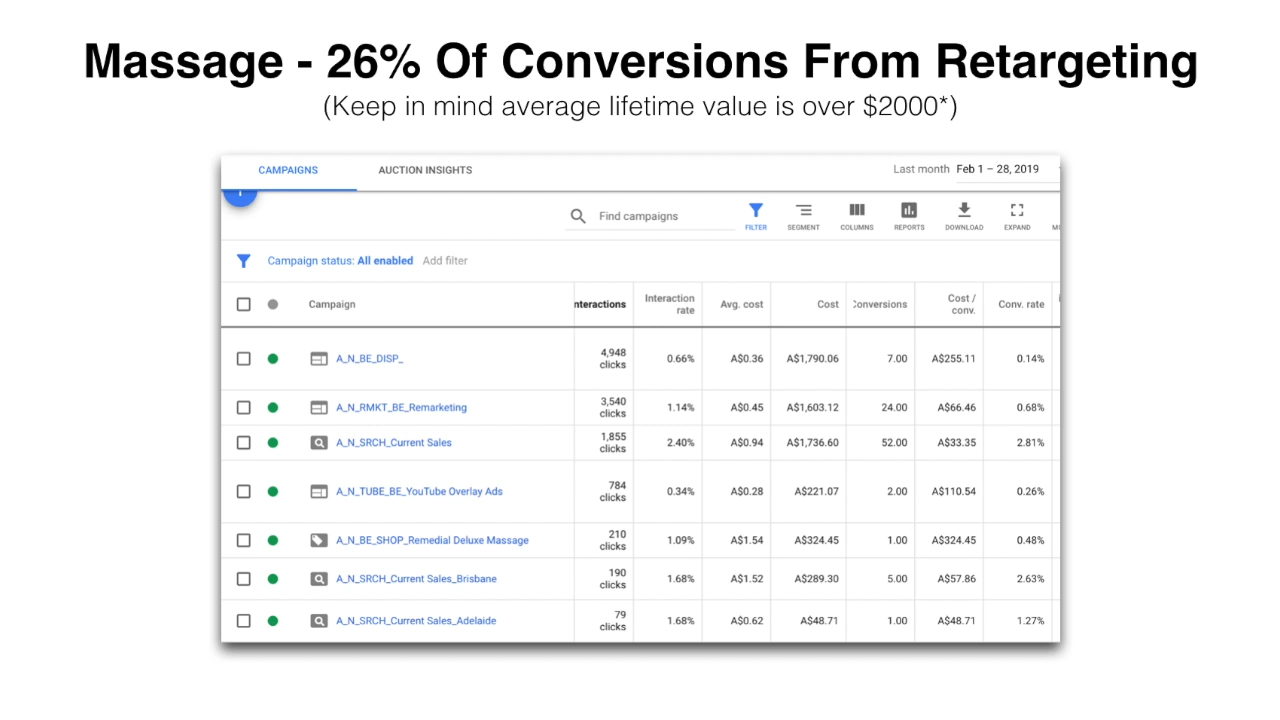 Massage - 26% Of Conversions From Retargeting
(Keep in mind average lifetime value is over $2000*)
CAMPAIGNS AUCTION INSIGHTS Last month Feb 1 – 28, 2019
Find campaigns FILTER SEGMENT COLUMNS REPORTS DOWNLOAD EXPAND
Campaign status: All enabled Add filter
Campaign nteractions Interaction rate Avg. cost Cost Conversions Cost / conv. Conv. rate
A_N_BE_DISP_ 4,948 clicks 0.66% A$0.36 A$1,790.06 7.00 A$255.11 0.14%
A_N_RMKT_BE_Remarketing 3,540 clicks 1.14% A$0.45 A$1,603.12 24.00 A$66.46 0.68%
A_N_SRCH_Current Sales 1,855 clicks 2.40% A$0.94 A$1,736.60 52.00 A$33.35 2.81%
A_N_TUBE_BE_YouTube Overlay Ads 784 clicks 0.34% A$0.28 A$221.07 2.00 A$110.54 0.26%
A_N_BE_SHOP_Remedial Deluxe Massage 210 clicks 1.09% A$1.54 A$324.45 1.00 A$324.45 0.48%
A_N_SRCH_Current Sales_Brisbane 190 clicks 1.68% A$1.52 A$289.30 5.00 A$57.86 2.63%
A_N_SRCH_Current Sales_Adelaide 79 clicks 1.68% A$0.62 A$48.71 1.00 A$48.71 1.27%